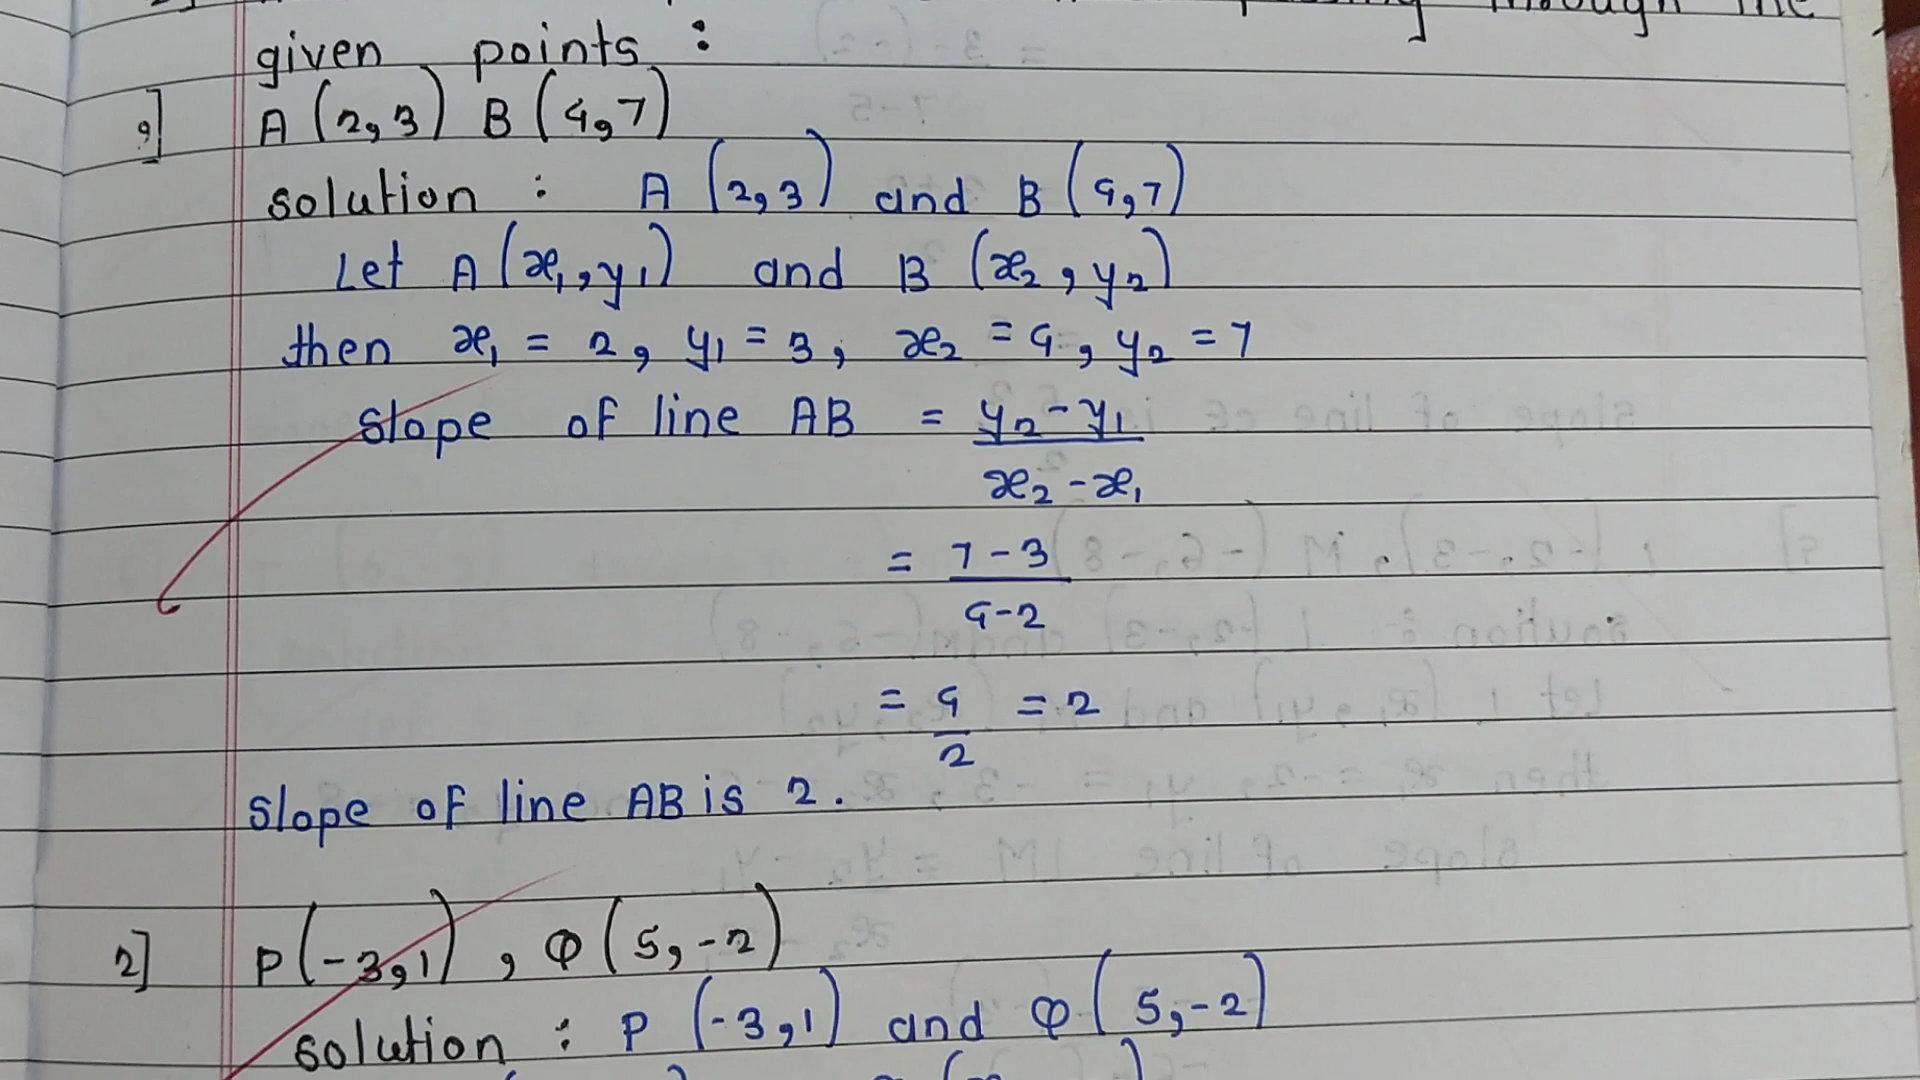 through the
given points :
1] A (2,3) B (4,7)
solution : A (2,3) and B (4,7)
Let A (x₁,y₁) and B (x₂,y₂)
then x₁ = 2, y₁ = 3, x₂ = 4, y₂ = 7
Slope of line AB = y₂-y₁
x₂-x₁
= 7-3
4-2
= 4 = 2
2
Slope of line AB is 2.
2] P(-3,1), Q(5,-2)
solution : P (-3,1) and Q(5,-2)